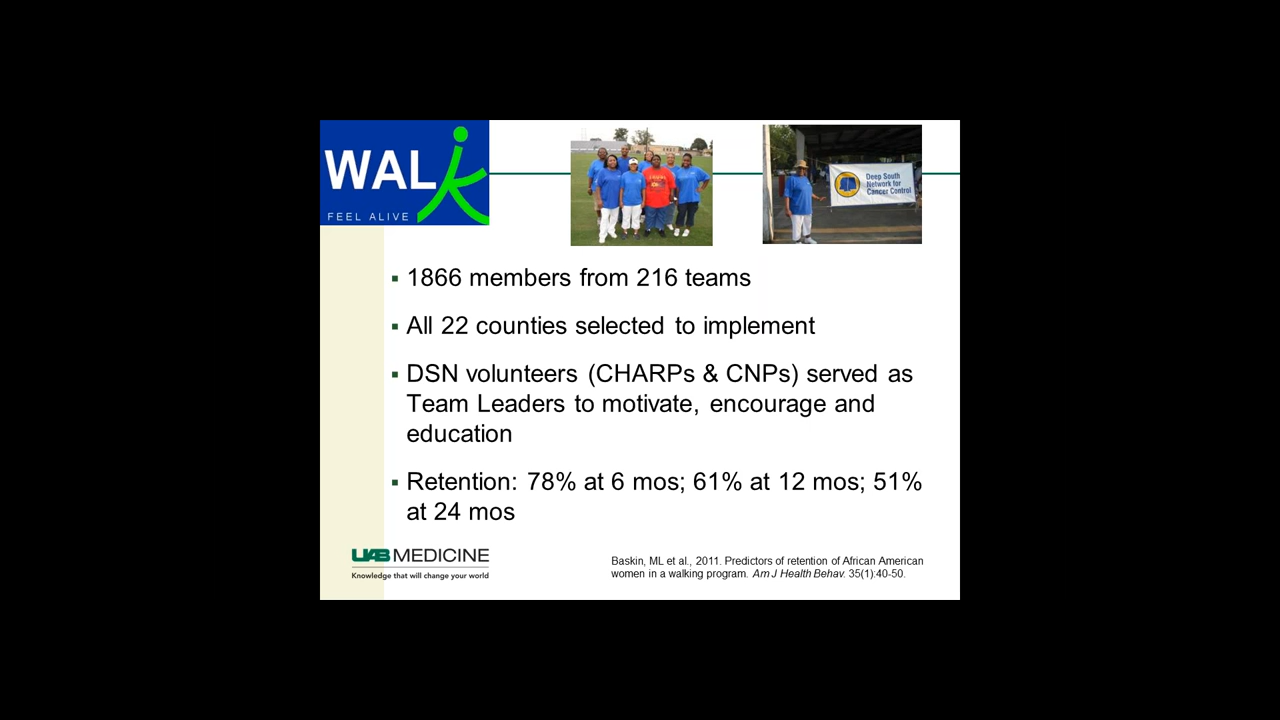 WALk
FEEL ALIVE
Deep South
Network for
Cancer Control
▪ 1866 members from 216 teams
▪ All 22 counties selected to implement
▪ DSN volunteers (CHARPs & CNPs) served as
Team Leaders to motivate, encourage and
education
▪ Retention: 78% at 6 mos; 61% at 12 mos; 51%
at 24 mos
UAB MEDICINE
Knowledge that will change your world
Baskin, ML et al., 2011. Predictors of retention of African American
women in a walking program. Am J Health Behav. 35(1):40-50.